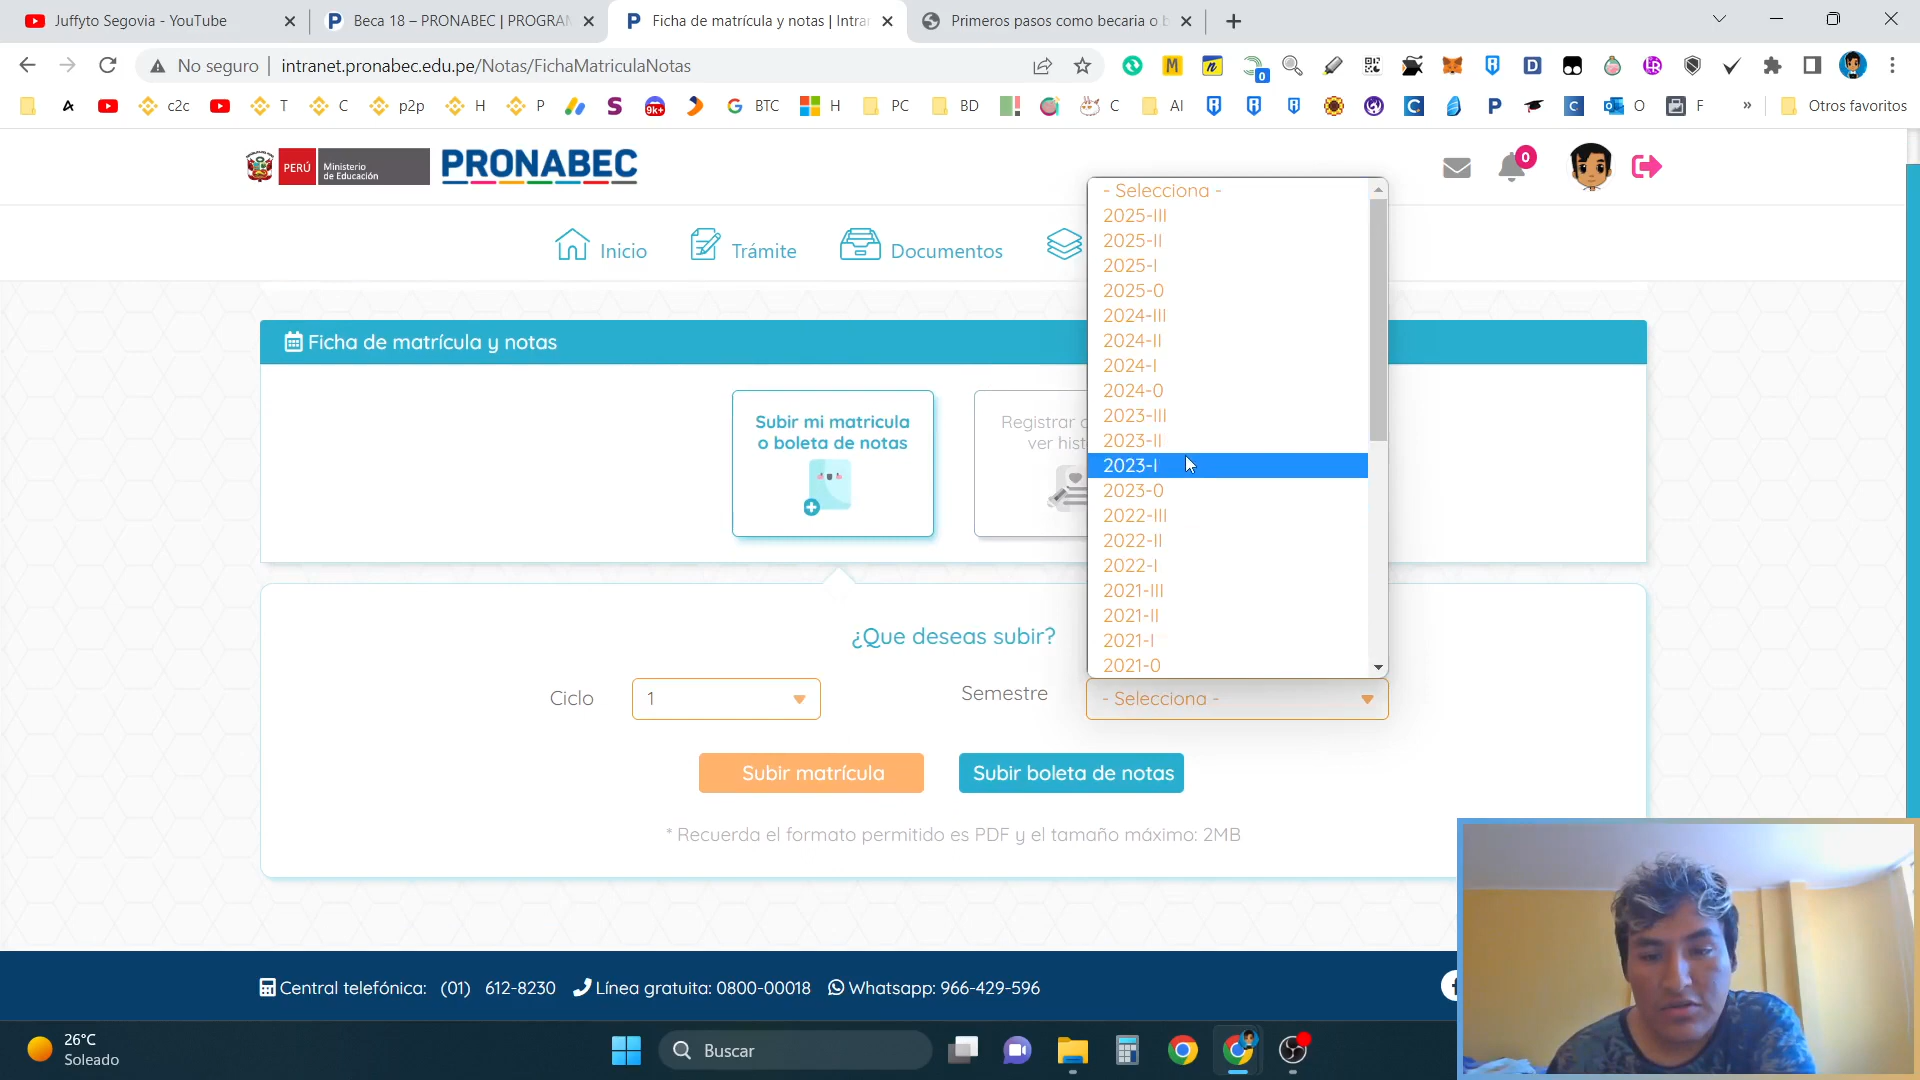 Juffyto Segovia - YouTube
Beca 18 – PRONABEC | PROGRAM
Ficha de matrícula y notas | Intran
Primeros pasos como becaria o b
No seguro
intranet.pronabec.edu.pe/Notas/FichaMatriculaNotas
c2c
T
C
p2p
H
P
9k+
BTC
H
PC
BD
C
AI
O
F
»
Otros favoritos
PERÚ
Ministerio
de Educación
PRONABEC
0
Inicio
Trámite
Documentos
Ficha de matrícula y notas
Subir mi matricula
o boleta de notas
Registrar
ver hist
- Selecciona -
2025-III
2025-II
2025-I
2025-0
2024-III
2024-II
2024-I
2024-0
2023-III
2023-II
2023-I
2023-0
2022-III
2022-II
2022-I
2021-III
2021-II
2021-I
2021-0
¿Que deseas subir?
Ciclo
1
Semestre
- Selecciona -
Subir matrícula
Subir boleta de notas
* Recuerda el formato permitido es PDF y el tamaño máximo: 2MB
Central telefónica: (01) 612-8230
Línea gratuita: 0800-00018
Whatsapp: 966-429-596
26°C
Soleado
Buscar